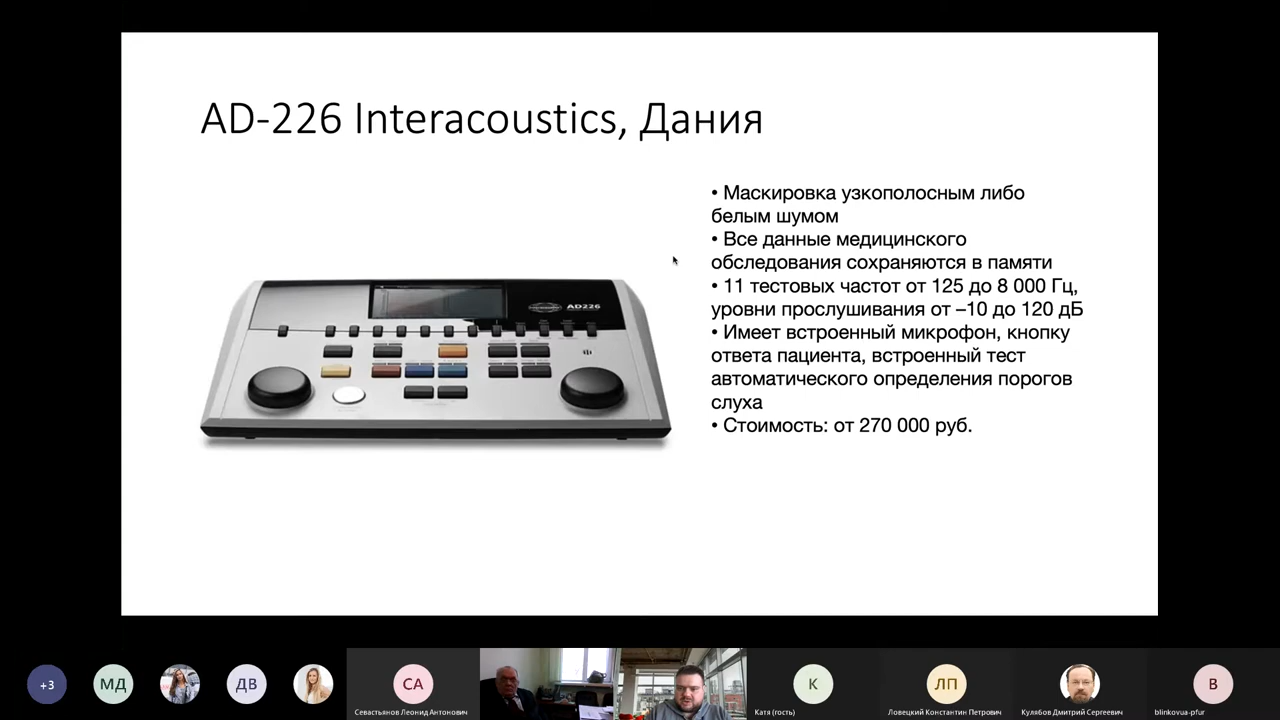 AD-226 Interacoustics, Дания
• Маскировка узкополосным либо
белым шумом
• Все данные медицинского
обследования сохраняются в памяти
• 11 тестовых частот от 125 до 8 000 Гц,
уровни прослушивания от –10 до 120 дБ
• Имеет встроенный микрофон, кнопку
ответа пациента, встроенный тест
автоматического определения порогов
слуха
• Стоимость: от 270 000 руб.
AD226
+3
МД
ДВ
СА
К
ЛП
В
Севастьянов Леонид Антонович
Катя (гость)
Ловецкий Константин Петрович
Кулябов Дмитрий Сергеевич
blinkovua-pfur